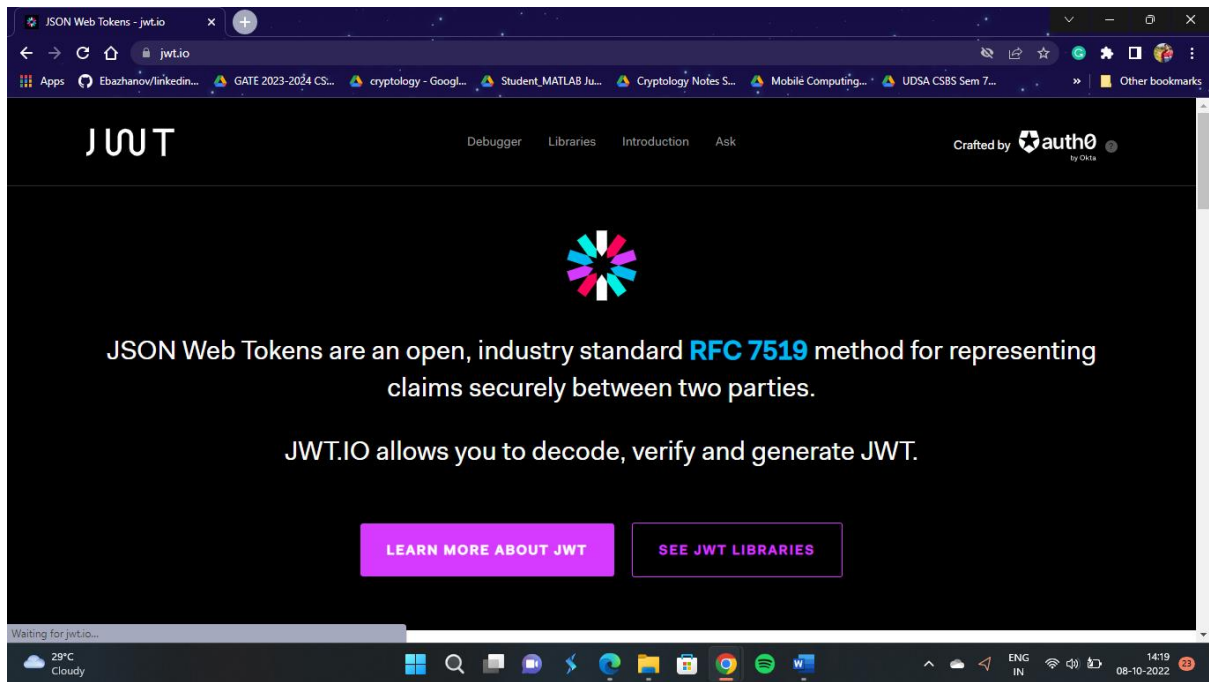 JSON Web Tokens - jwt.io
jwt.io
Apps Ebazhanov/linkedin... GATE 2023-2024 CS:... cryptology - Googl... Student_MATLAB Ju... Cryptology Notes S... Mobile Computing... UDSA CSBS Sem 7... » Other bookmarks
JWT Debugger Libraries Introduction Ask Crafted by auth0
by Okta
JSON Web Tokens are an open, industry standard RFC 7519 method for representing
claims securely between two parties.
JWT.IO allows you to decode, verify and generate JWT.
LEARN MORE ABOUT JWT SEE JWT LIBRARIES
Waiting for jwt.io...
29°C ENG 14:19
Cloudy IN 08-10-2022 23